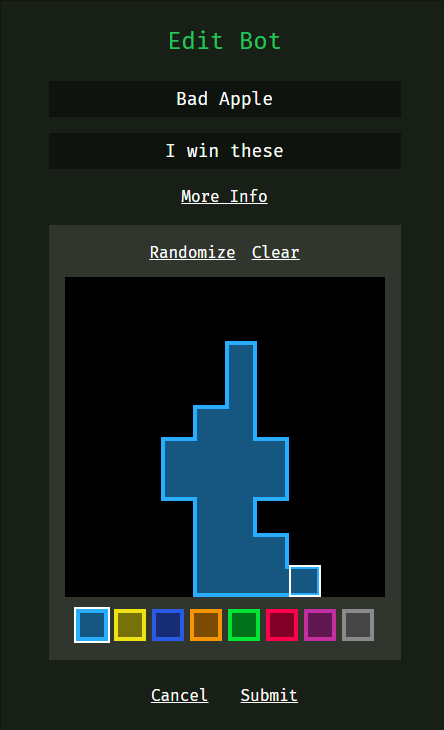 Edit Bot
Bad Apple
I win these
More Info
Randomize Clear
Cancel Submit